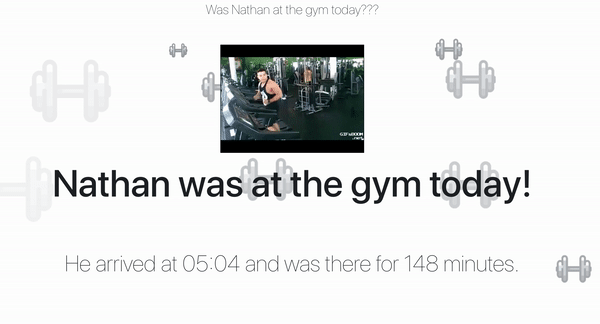 Was Nathan at the gym today???
Nathan was at the gym today!
He arrived at 05:04 and was there for 148 minutes.